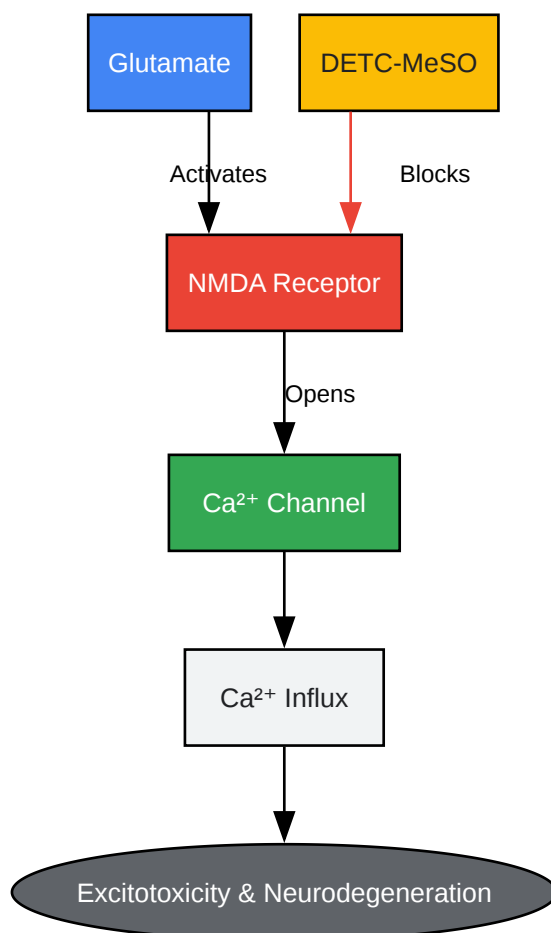 Glutamate
DETC-MeSO
Activates
Blocks
NMDA Receptor
Opens
Ca²⁺ Channel
Ca²⁺ Influx
Excitotoxicity & Neurodegeneration